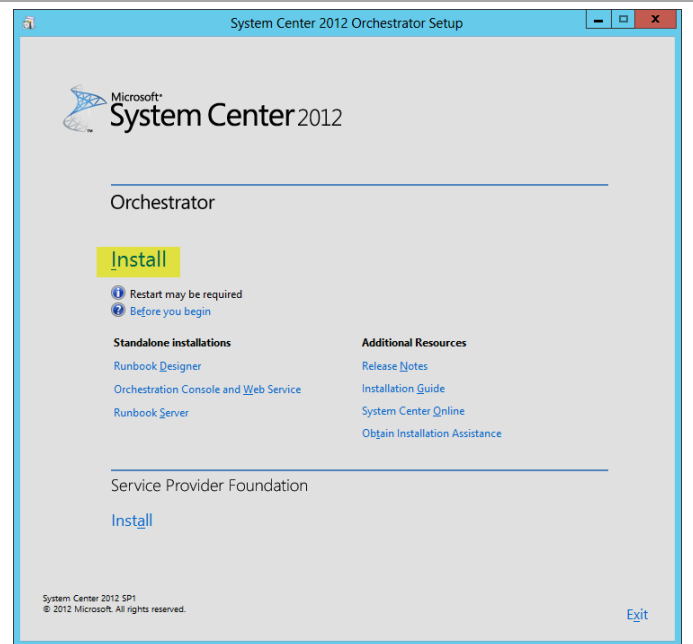 System Center 2012 Orchestrator Setup
Microsoft®
System Center 2012
Orchestrator
Install
Restart may be required
Before you begin
Standalone installations
Runbook Designer
Orchestration Console and Web Service
Runbook Server
Additional Resources
Release Notes
Installation Guide
System Center Online
Obtain Installation Assistance
Service Provider Foundation
Install
System Center 2012 SP1
© 2012 Microsoft. All rights reserved.
Exit